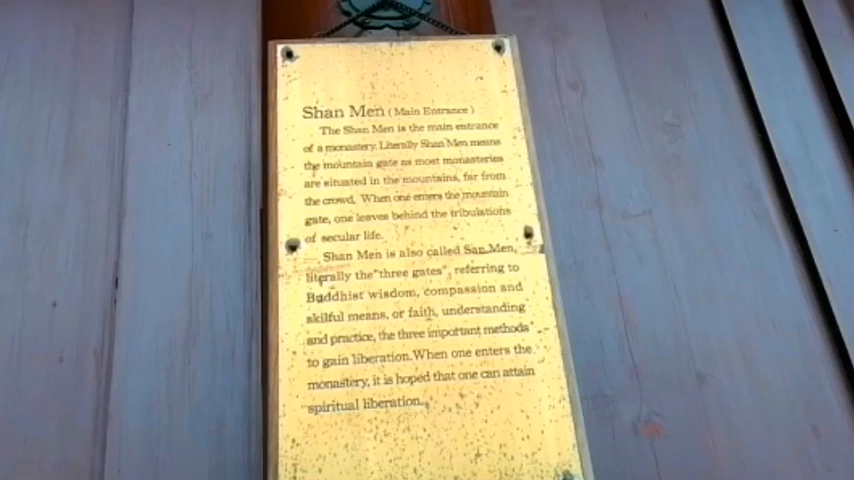 Shan Men ( Main Entrance )
The Shan Men is the main entrance
of a monastery. Literally Shan Men means
the mountain gate as most monasteries
are situated in the mountains, far from
the crowd. When one enters the mountain
gate, one leaves behind the tribulations
of secular life.
Shan Men is also called San Men,
literally the "three gates", referring to
Buddhist wisdom, compassion and
skilful means, or faith, understanding
and practice, the three important methods
to gain liberation. When one enters the
monastery, it is hoped that one can attain
spiritual liberation.